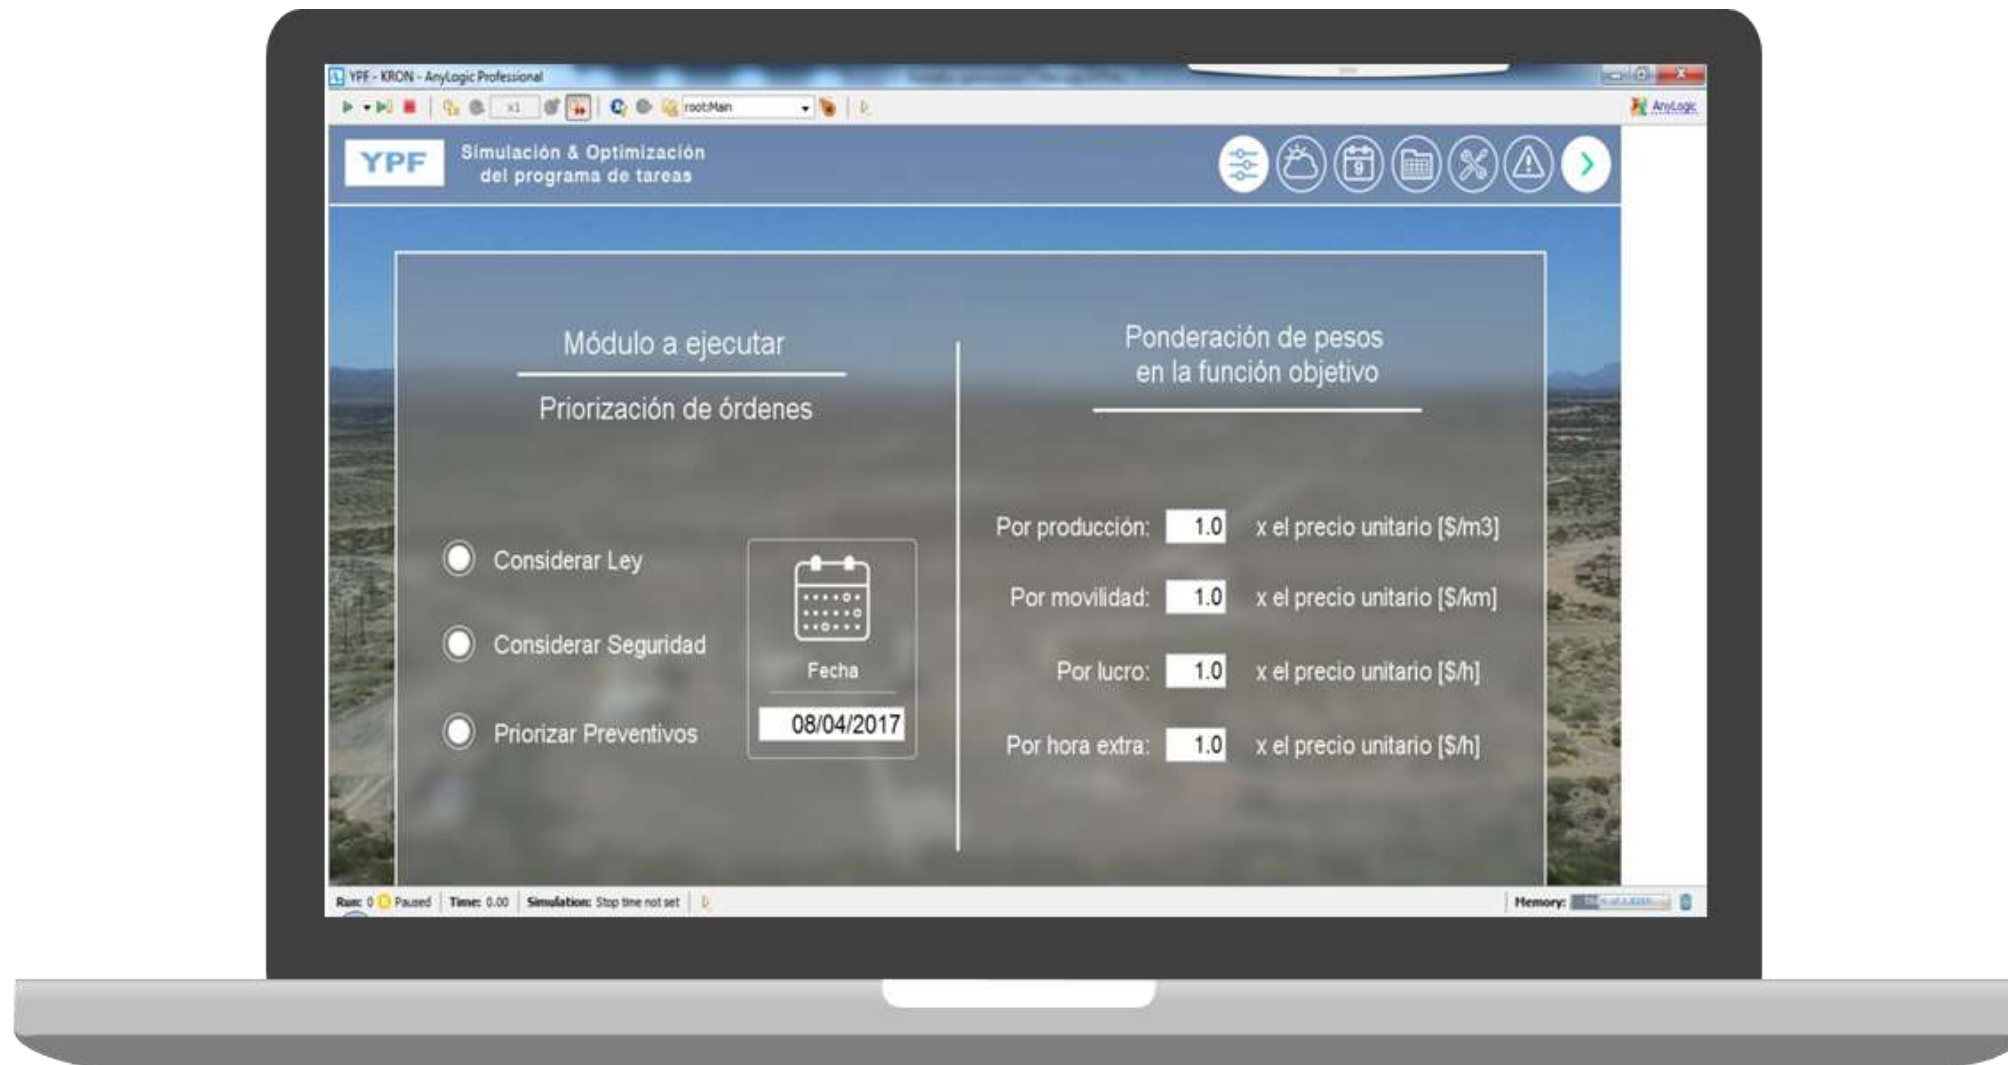 YPF - KRON - AnyLogic Professional
x1
root:Main
AnyLogic
YPF
Simulación & Optimización
del programa de tareas
9
Módulo a ejecutar
Priorización de órdenes
Considerar Ley
Considerar Seguridad
Priorizar Preventivos
Fecha
08/04/2017
Ponderación de pesos
en la función objetivo
Por producción: 1.0 x el precio unitario [$/m3]
Por movilidad: 1.0 x el precio unitario [$/km]
Por lucro: 1.0 x el precio unitario [$/h]
Por hora extra: 1.0 x el precio unitario [$/h]
Run: 0 Paused Time: 0.00 Simulation: Stop time not set
Memory: